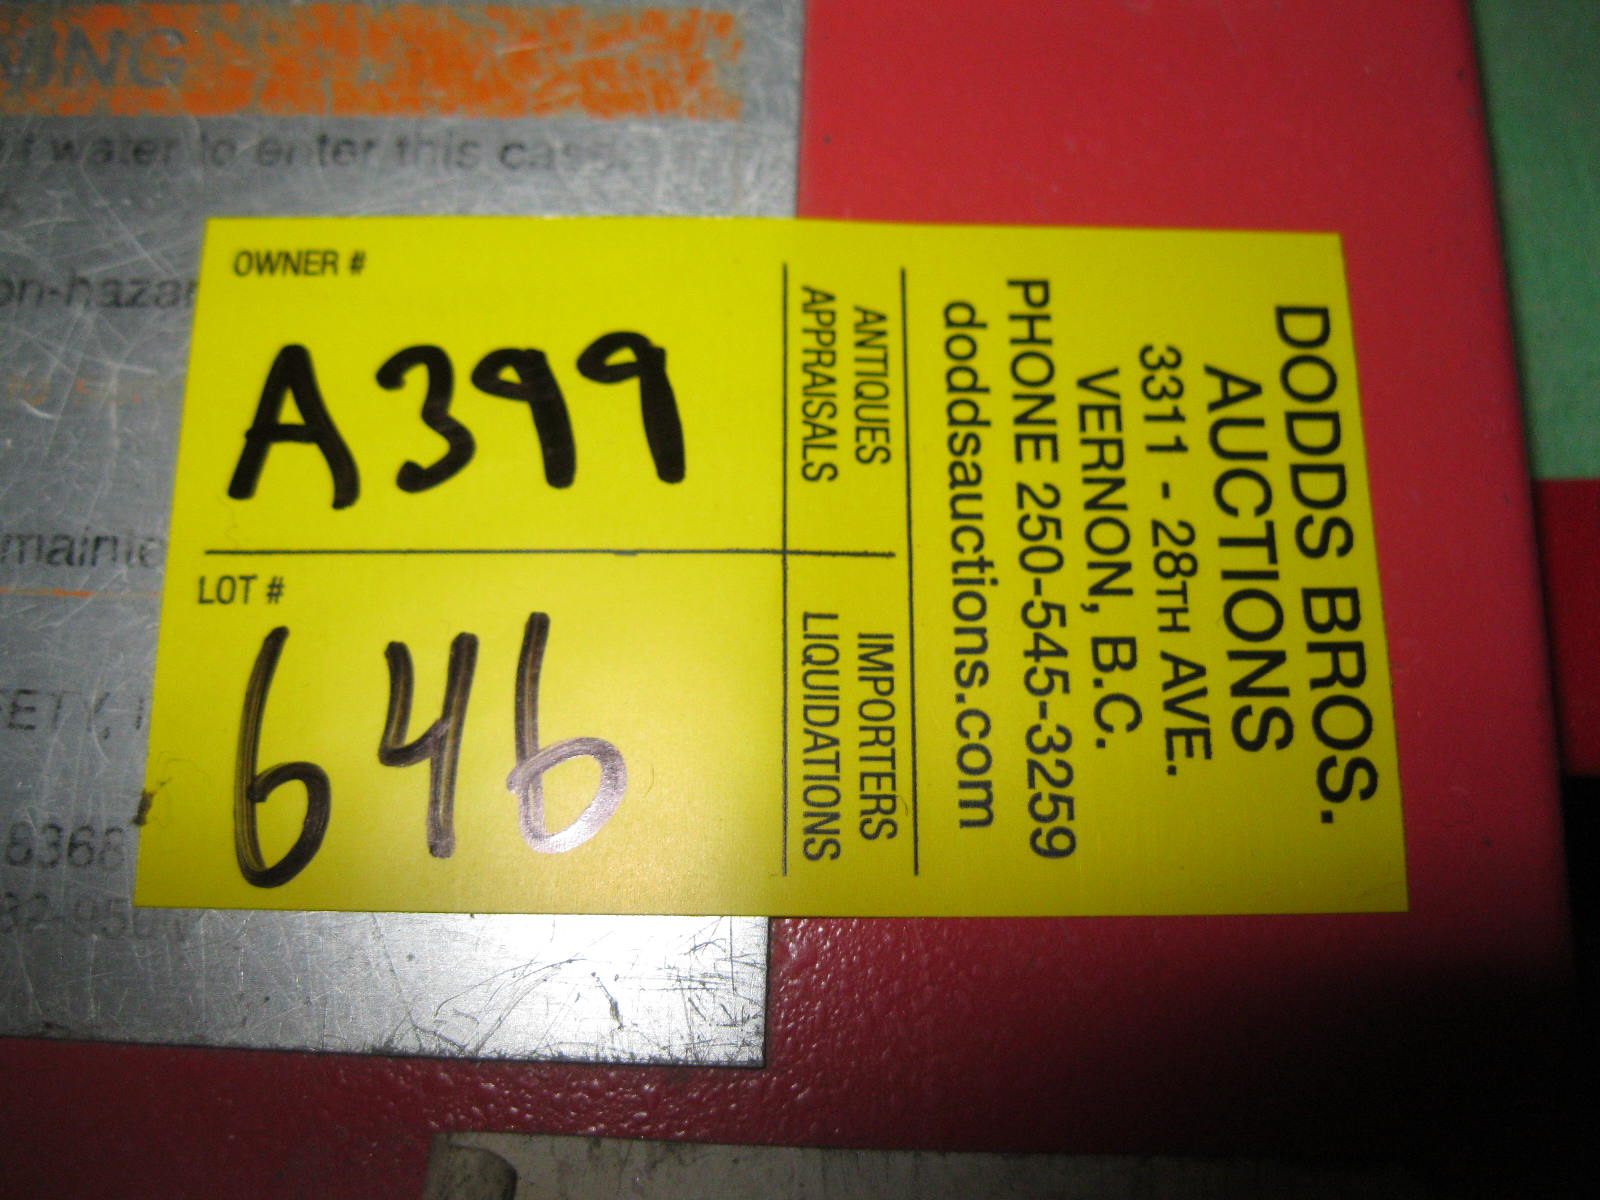 NING
water to enter this case
on-hazar
mainte
8368
DODDS BROS.
AUCTIONS
3311 - 28TH AVE.
VERNON, B.C.
PHONE 250-545-3259
doddsauctions.com
ANTIQUES
APPRAISALS
IMPORTERS
LIQUIDATIONS
OWNER #
A399
LOT #
646